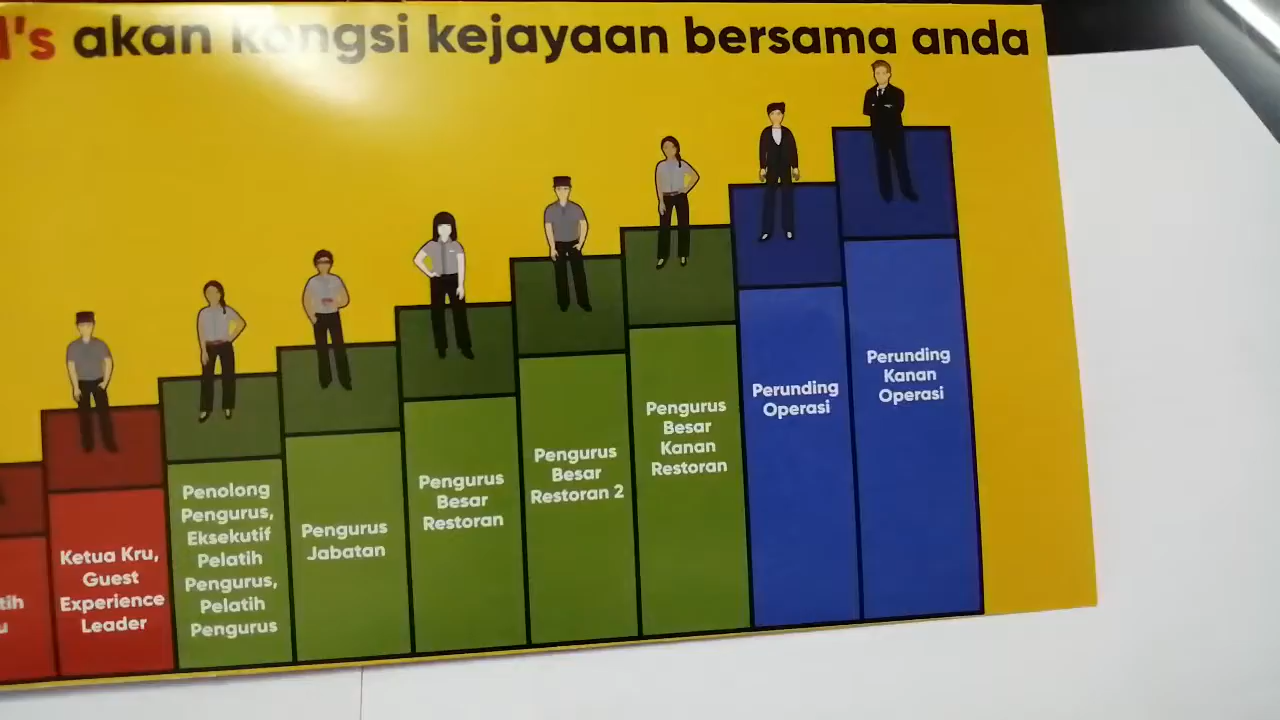 's akan kongsi kejayaan bersama anda
tih
Ketua Kru,
Guest
Experience
Leader
Penolong
Pengurus,
Eksekutif
Pelatih
Pengurus,
Pelatih
Pengurus
Pengurus
Jabatan
Pengurus
Besar
Restoran
Pengurus
Besar
Restoran 2
Pengurus
Besar
Kanan
Restoran
Perunding
Operasi
Perunding
Kanan
Operasi